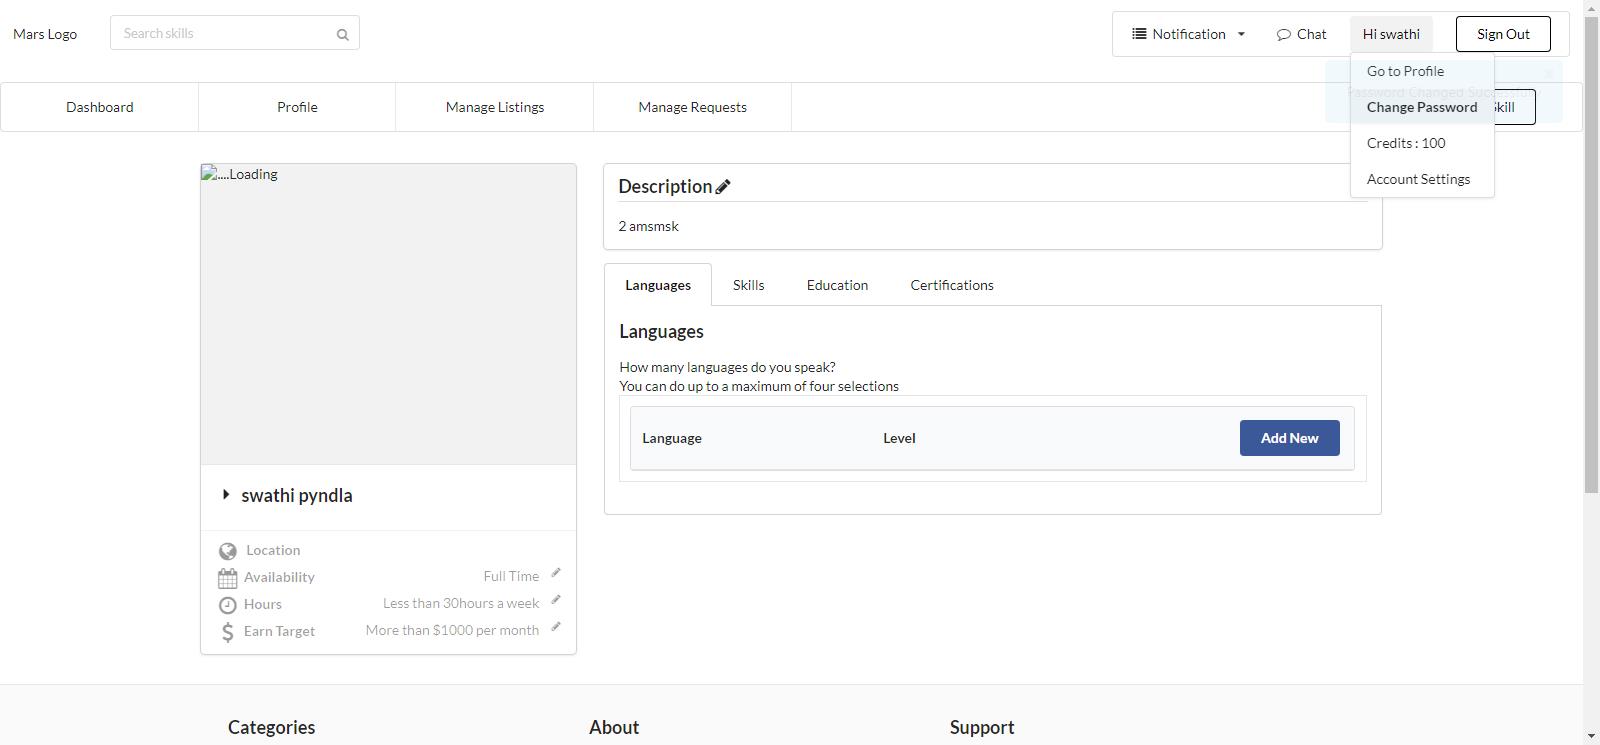 Mars Logo
Search skills
Notification
Chat
Hi swathi
Sign Out
Go to Profile
Password Changed Successfully
Dashboard
Profile
Manage Listings
Manage Requests
Change Password
Skill
Credits : 100
Account Settings
....Loading
Description
2 amsmsk
Languages
Skills
Education
Certifications
Languages
How many languages do you speak?
You can do up to a maximum of four selections
Language
Level
Add New
swathi pyndla
Location
Availability
Full Time
Hours
Less than 30hours a week
Earn Target
More than $1000 per month
Categories
About
Support